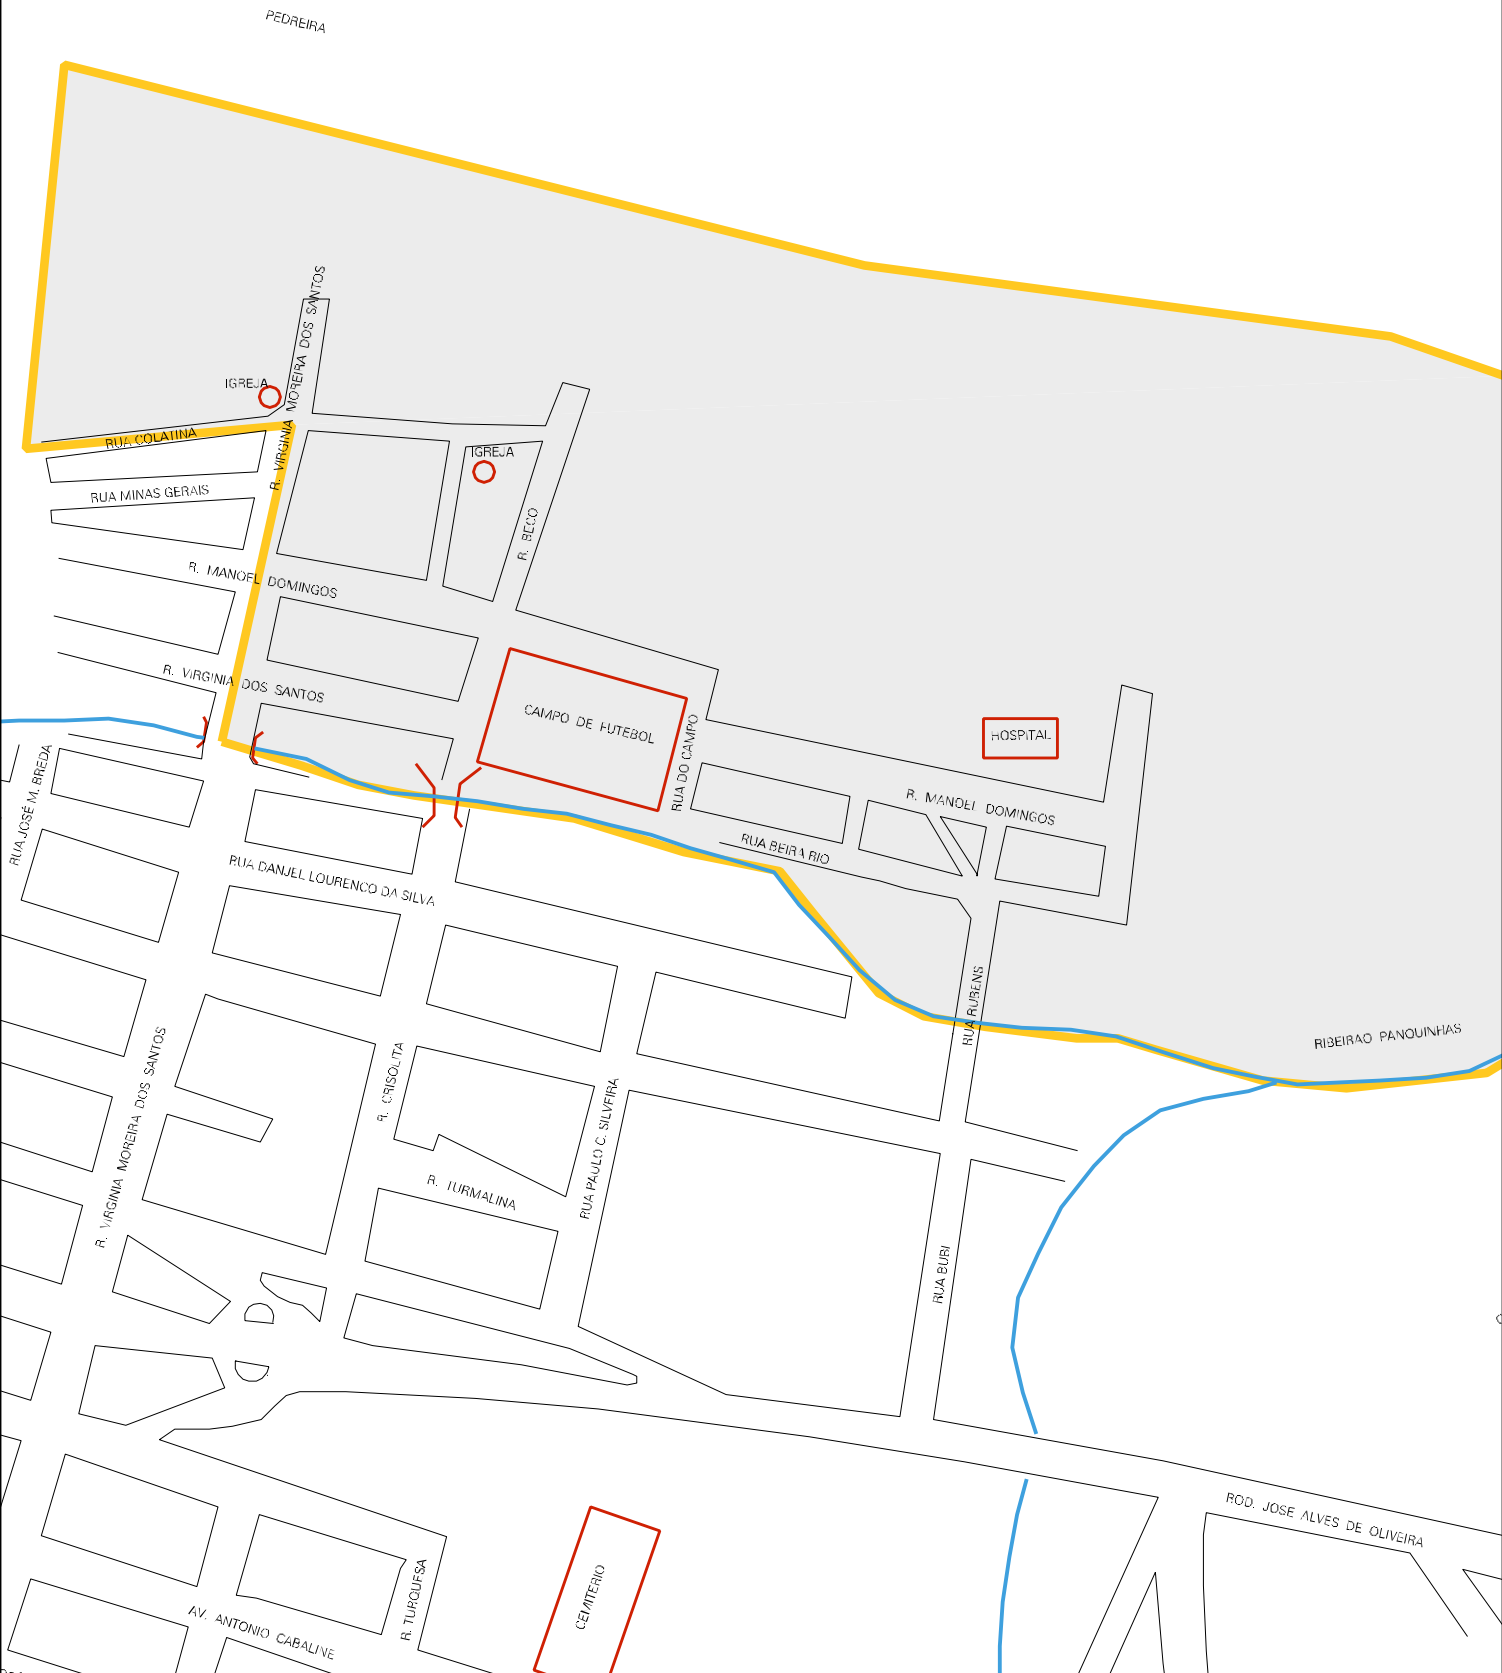 PEDREIRA
R. VIRGINIA MOREIRA DOS SANTOS
IGREJA
RUA COLATINA
IGREJA
RUA MINAS GERAIS
R. BECO
R. MANOEL DOMINGOS
R. VIRGINIA DOS SANTOS
CAMPO DE FUTEBOL
RUA DO CAMPO
HOSPITAL
RUA JOSÉ M. BREDA
R. MANOEL DOMINGOS
RUA BEIRA RIO
RUA DANJEL LOURENCO DA SILVA
RUA RUBENS
RIBEIRAO PANQUINHAS
R. VIRGINIA MOREIRA DOS SANTOS
R. CRISOLITA
RUA PAULO C. SILVEIRA
R. TURMALINA
RUA BURI
ROD. JOSE ALVES DE OLIVEIRA
R. TURQUESA
CEMITERIO
AV. ANTONIO CABALINE